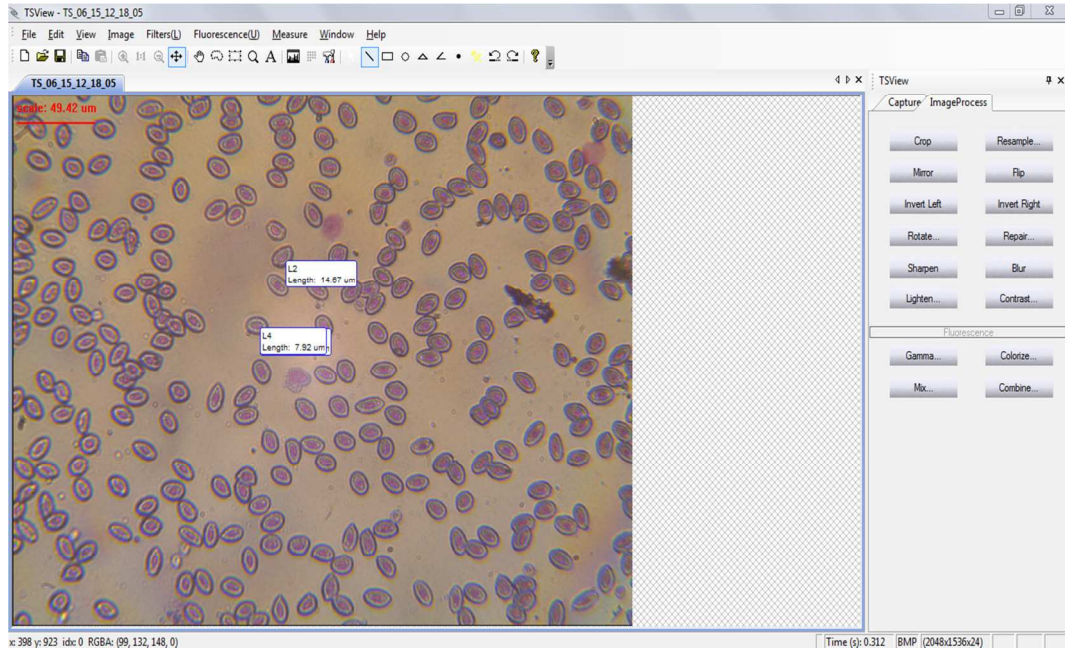 TSView - TS_06_15_12_18_05
File Edit View Image Filters(L) Fluorescence(U) Measure Window Help
TS_06_15_12_18_05
TSView
Capture ImageProcess
scale: 49.42 um
Crop Resample...
Mirror Flip
Invert Left Invert Right
Rotate... Repair...
Sharpen Blur
Lighten... Contrast...
Fluorescence
Gamma... Colorize...
Mix... Combine...
L2
Length: 14.67 um
L4
Length: 7.92 um
x: 398 y: 923 idx: 0 RGBA: (99, 132, 148, 0) Time (s): 0.312 BMP (2048x1536x24)